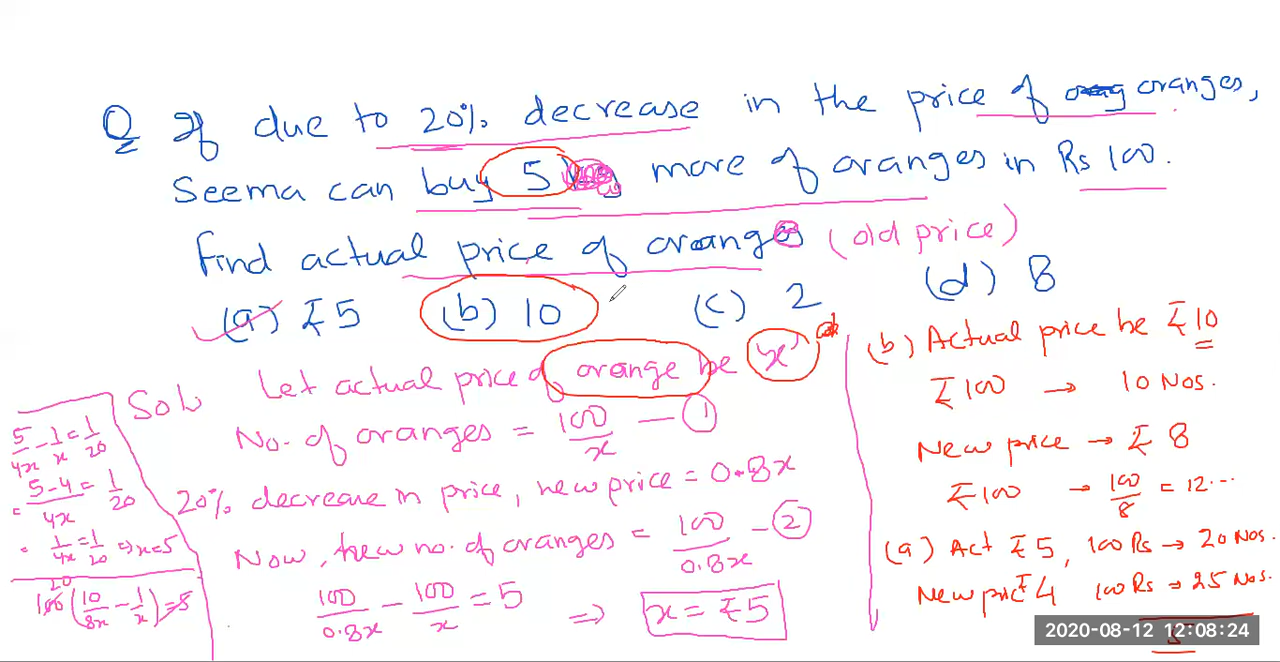 Q If due to 20% decrease in the price of oranges,
Seema can buy 5 more of oranges in Rs 100.
Find actual price of orange (old price)
(a) ₹5 (b) 10 (c) 2 (d) 8
Sol: Let actual price of orange be 'x'
No. of oranges = 100/x — ①
20% decrease in price, new price = 0.8x
Now, new no. of oranges = 100/0.8x — ②
100/0.8x - 100/x = 5 ⇒ x = ₹5
5/4x - 1/x = 1/20
= 5-4/4x = 1/20
= 1/4x = 1/20 ⇒ x=5
20
100(10/8x - 1/x) = 5
(b) Actual price be ₹10
₹100 → 10 Nos.
New price → ₹ 8
₹100 → 100/8 = 12...
(a) Act ₹5, 100 Rs → 20 Nos.
New pric ₹4 100 Rs → 25 Nos.
5
2020-08-12 12:08:24